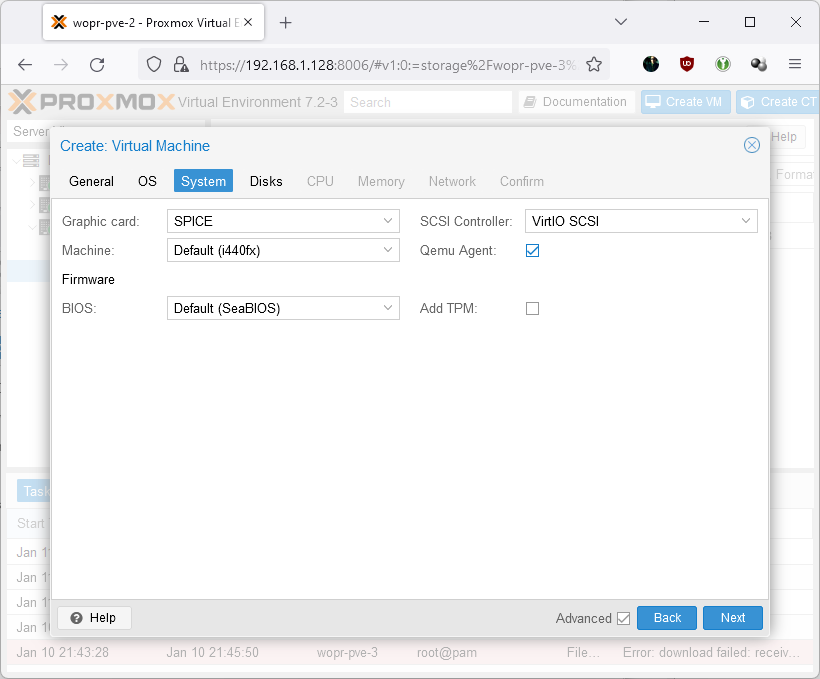 wopr-pve-2 - Proxmox Virtual E
https://192.168.1.128:8006/#v1:0:=storage%2Fwopr-pve-3%
PROXMOX Virtual Environment 7.2-3 Search Documentation Create VM Create CT
Server Help
Create: Virtual Machine
General OS System Disks CPU Memory Network Confirm
Forma
Graphic card: SPICE SCSI Controller: VirtIO SCSI
Machine: Default (i440fx) Qemu Agent:
Firmware
BIOS: Default (SeaBIOS) Add TPM:
Task
Start
Jan 1
Jan 1
Jan 1
Jan 10
Help Advanced Back Next
Jan 10 21:43:28 Jan 10 21:45:50 wopr-pve-3 root@pam File... Error: download failed: receiv...